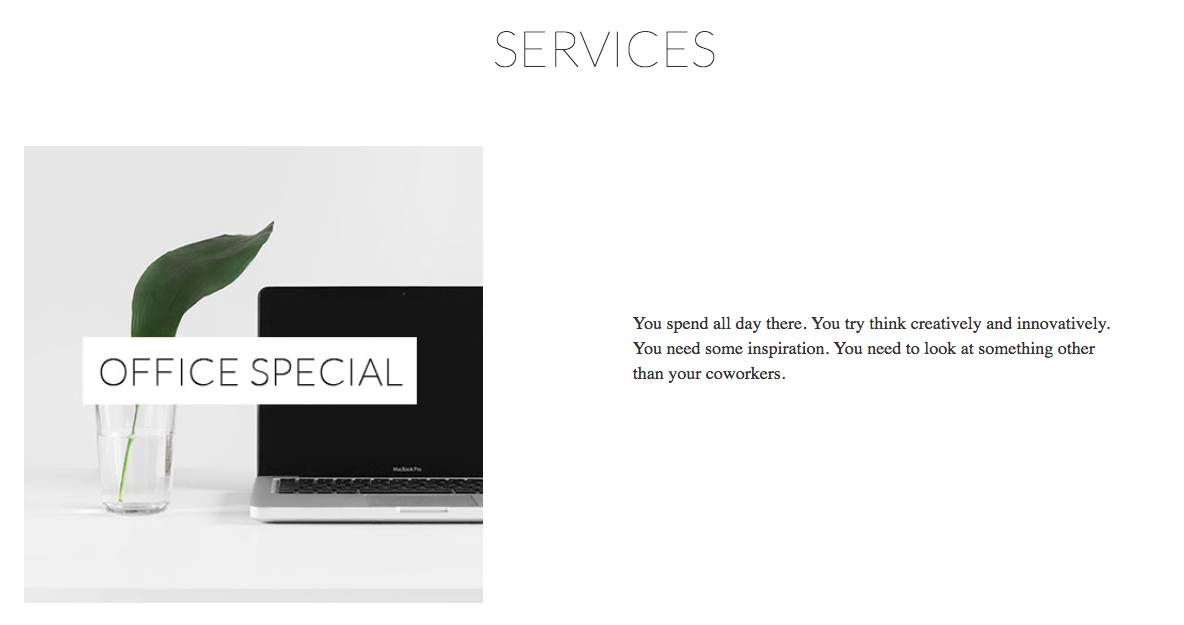 SERVICES
OFFICE SPECIAL
You spend all day there. You try think creatively and innovatively.
You need some inspiration. You need to look at something other
than your coworkers.
MacBook Pro